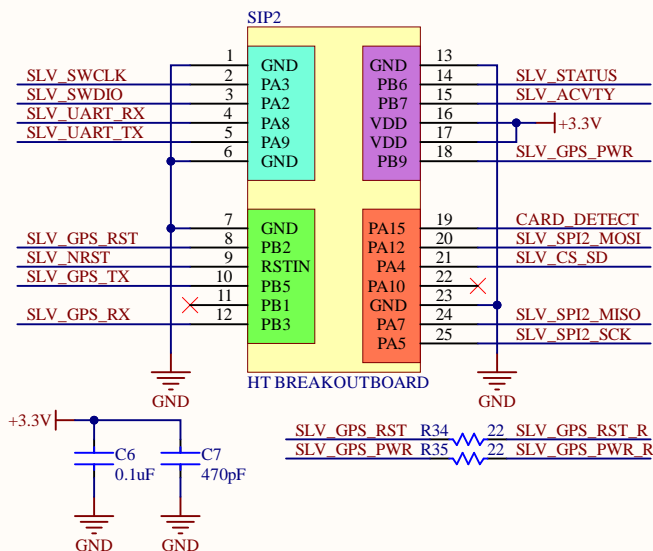 SIP2
1 GND GND 13
SLV_SWCLK 2 PA3 PB6 14 SLV_STATUS
SLV_SWDIO 3 PA2 PB7 15 SLV_ACVTY
SLV_UART_RX 4 PA8 VDD 16 +3.3V
SLV_UART_TX 5 PA9 VDD 17
6 GND PB9 18 SLV_GPS_PWR
7 GND PA15 19 CARD_DETECT
SLV_GPS_RST 8 PB2 PA12 20 SLV_SPI2_MOSI
SLV_NRST 9 RSTIN PA4 21 SLV_CS_SD
SLV_GPS_TX 10 PB5 PA10 22
11 PB1 GND 23
SLV_GPS_RX 12 PB3 PA7 24 SLV_SPI2_MISO
PA5 25 SLV_SPI2_SCK
HT BREAKOUTBOARD
GND GND
+3.3V
SLV_GPS_RST R34 22 SLV_GPS_RST_R
SLV_GPS_PWR R35 22 SLV_GPS_PWR_R
C6 C7
0.1uF 470pF
GND GND